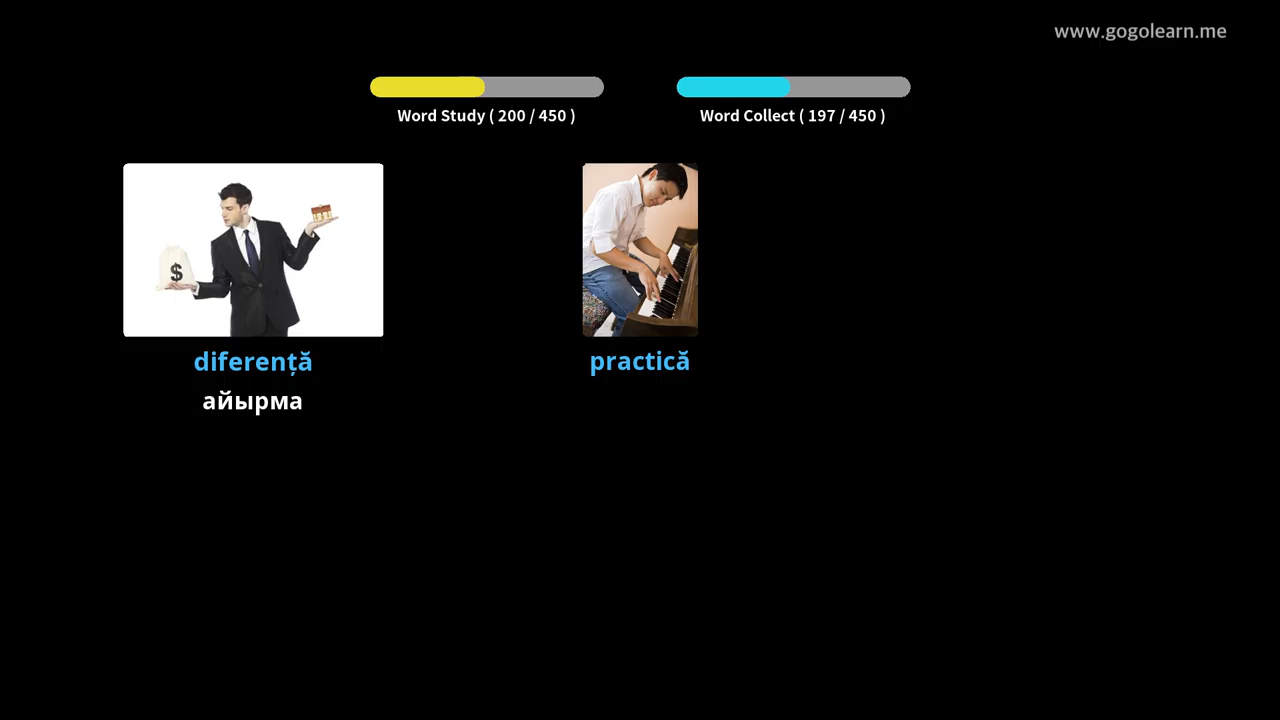 www.gogolearn.me
Word Study ( 200 / 450 )
Word Collect ( 197 / 450 )
$
diferență
practică
айырма